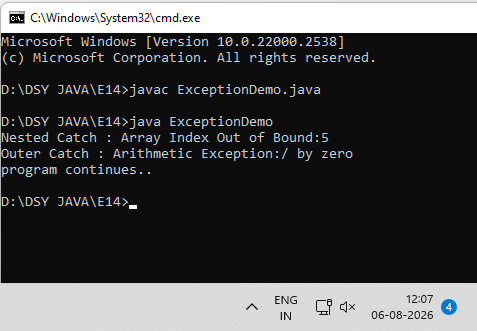 C:\Windows\System32\cmd.exe
Microsoft Windows [Version 10.0.22000.2538]
(c) Microsoft Corporation. All rights reserved.
D:\DSY JAVA\E14>javac ExceptionDemo.java
D:\DSY JAVA\E14>java ExceptionDemo
Nested Catch : Array Index Out of Bound:5
Outer Catch : Arithmetic Exception:/ by zero
program continues..
D:\DSY JAVA\E14>
ENG
IN
12:07
06-08-2026
4